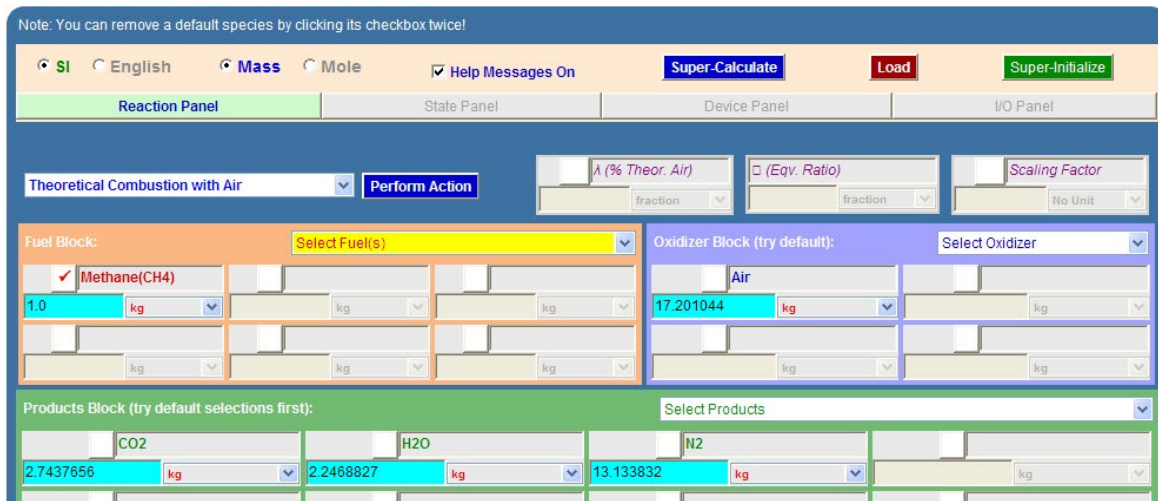 Note: You can remove a default species by clicking its checkbox twice!
SI English Mass Mole Help Messages On Super-Calculate Load Super-Initialize
Reaction Panel State Panel Device Panel I/O Panel
λ (% Theor. Air) □ (Eqv. Ratio) Scaling Factor
Theoretical Combustion with Air Perform Action
fraction fraction No Unit
Fuel Block: Select Fuel(s) Oxidizer Block (try default): Select Oxidizer
Methane(CH4) Air
1.0 kg kg kg 17.201044 kg kg
kg kg kg kg kg
Products Block (try default selections first): Select Products
CO2 H2O N2
2.7437656 kg 2.2468827 kg 13.133832 kg kg